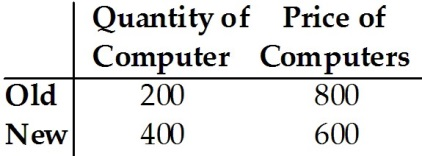 Quantity of Price of
Computer Computers
Old 200 800
New 400 600